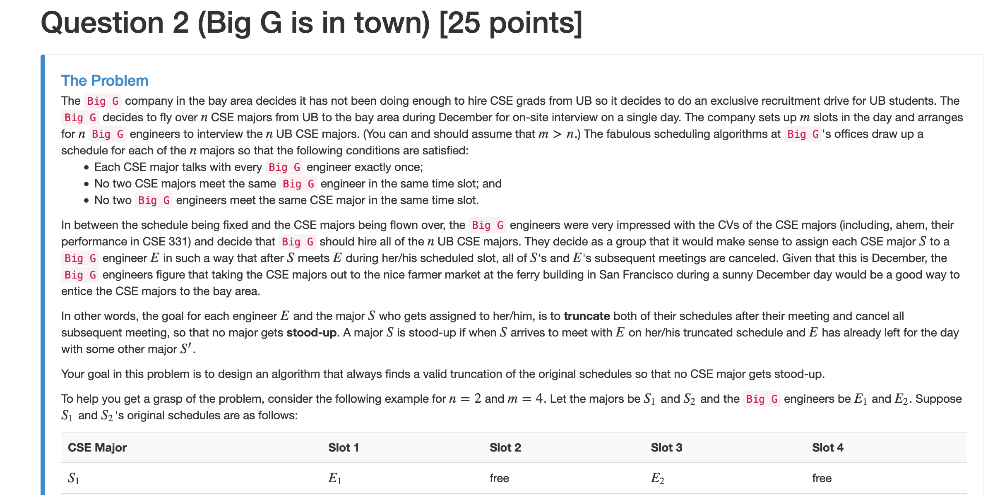 Question 2 (Big G is in town) [25 points]
The Problem
The Big G company in the bay area decides it has not been doing enough to hire CSE grads from UB so it decides to do an exclusive recruitment drive for UB students. The
Big G decides to fly over n CSE majors from UB to the bay area during December for on-site interview on a single day. The company sets up m slots in the day and arranges
for n Big G engineers to interview the n UB CSE majors. (You can and should assume that m > n.) The fabulous scheduling algorithms at Big G 's offices draw up a
schedule for each of the n majors so that the following conditions are satisfied:
• Each CSE major talks with every Big G engineer exactly once;
• No two CSE majors meet the same Big G engineer in the same time slot; and
• No two Big G engineers meet the same CSE major in the same time slot.
In between the schedule being fixed and the CSE majors being flown over, the Big G engineers were very impressed with the CVs of the CSE majors (including, ahem, their
performance in CSE 331) and decide that Big G should hire all of the n UB CSE majors. They decide as a group that it would make sense to assign each CSE major S to a
Big G engineer E in such a way that after S meets E during her/his scheduled slot, all of S's and E's subsequent meetings are canceled. Given that this is December, the
Big G engineers figure that taking the CSE majors out to the nice farmer market at the ferry building in San Francisco during a sunny December day would be a good way to
entice the CSE majors to the bay area.
In other words, the goal for each engineer E and the major S who gets assigned to her/him, is to truncate both of their schedules after their meeting and cancel all
subsequent meeting, so that no major gets stood-up. A major S is stood-up if when S arrives to meet with E on her/his truncated schedule and E has already left for the day
with some other major S′.
Your goal in this problem is to design an algorithm that always finds a valid truncation of the original schedules so that no CSE major gets stood-up.
To help you get a grasp of the problem, consider the following example for n = 2 and m = 4. Let the majors be S₁ and S₂ and the Big G engineers be E₁ and E₂. Suppose
S₁ and S₂'s original schedules are as follows:
CSE Major Slot 1 Slot 2 Slot 3 Slot 4
S₁ E₁ free E₂ free